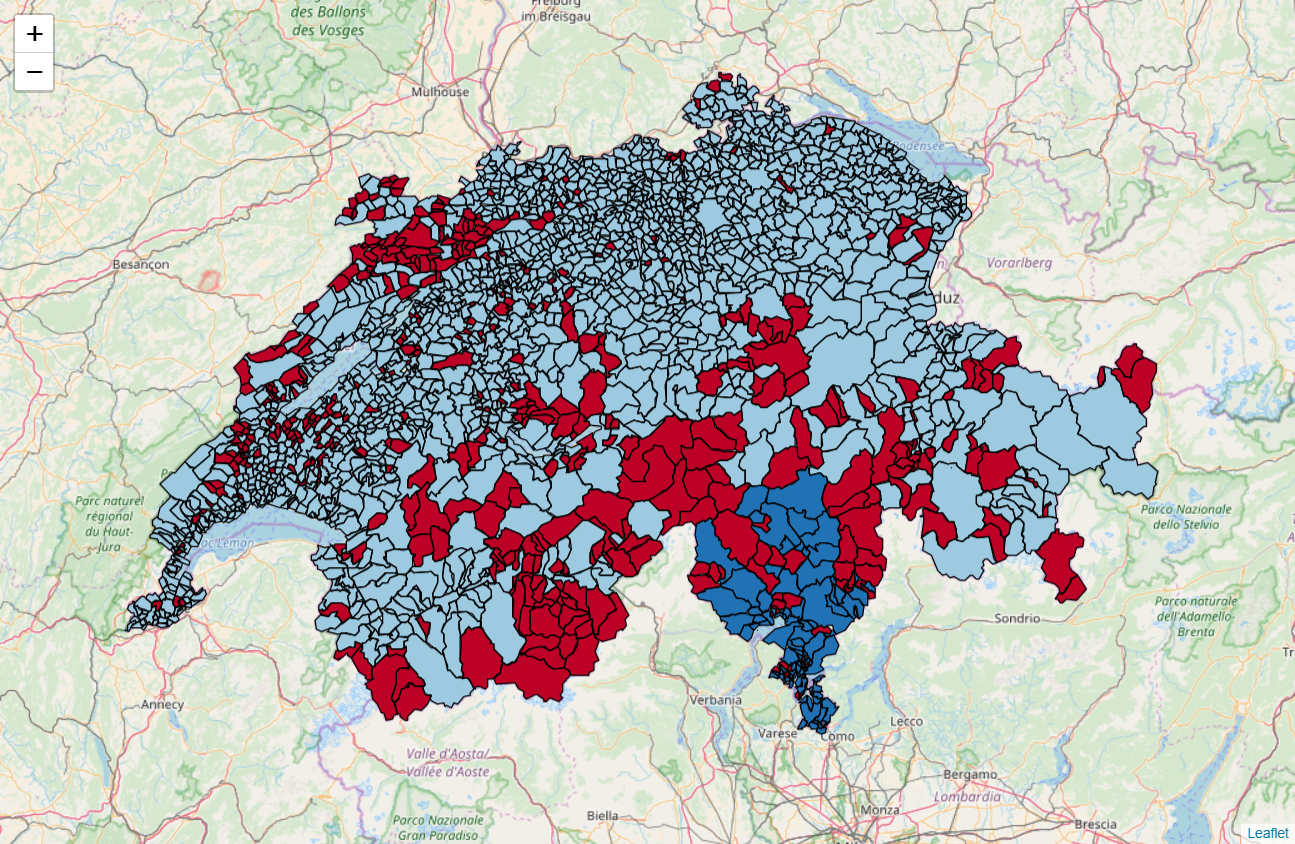 +
−
des Ballons
des Vosges
Freiburg
im Breisgau
Mulhouse
Bodensee
Besançon
Vorarlberg
duz
Parc naturel
régional
du Haut-
Jura
ac Léman
Parco Nazionale
dello Stelvio
Sondrio
Parco naturale
dell'Adamello-
Brenta
Tr
Annecy
Verbania
Varese
Como
Lecco
Valle d'Aosta/
Vallée d'Aoste
Bergamo
Lombardia
Biella
Monza
Brescia
Parco Nazionale
Gran Paradiso
Leaflet